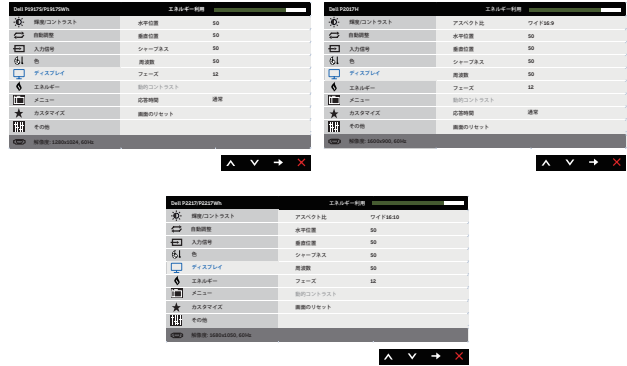 Dell P1917S/P1917SWh エネルギー利用
輝度/コントラスト 水平位置 50
自動調整 垂直位置 50
入力信号 シャープネス 50
色 周波数 50
ディスプレイ フェーズ 12
エネルギー 動的コントラスト
メニュー 応答時間 通常
カスタマイズ 画面のリセット
その他
解像度: 1280x1024, 60Hz
Dell P2017H エネルギー利用
輝度/コントラスト アスペクト比 ワイド16:9
自動調整 水平位置 50
入力信号 垂直位置 50
色 シャープネス 50
ディスプレイ 周波数 50
エネルギー フェーズ 12
メニュー 動的コントラスト
カスタマイズ 応答時間 通常
その他 画面のリセット
解像度: 1600x900, 60Hz
Dell P2217/P2217Wh エネルギー利用
輝度/コントラスト アスペクト比 ワイド16:10
自動調整 水平位置 50
入力信号 垂直位置 50
色 シャープネス 50
ディスプレイ 周波数 50
エネルギー フェーズ 12
メニュー 動的コントラスト
カスタマイズ 画面のリセット
その他
解像度: 1680x1050, 60Hz